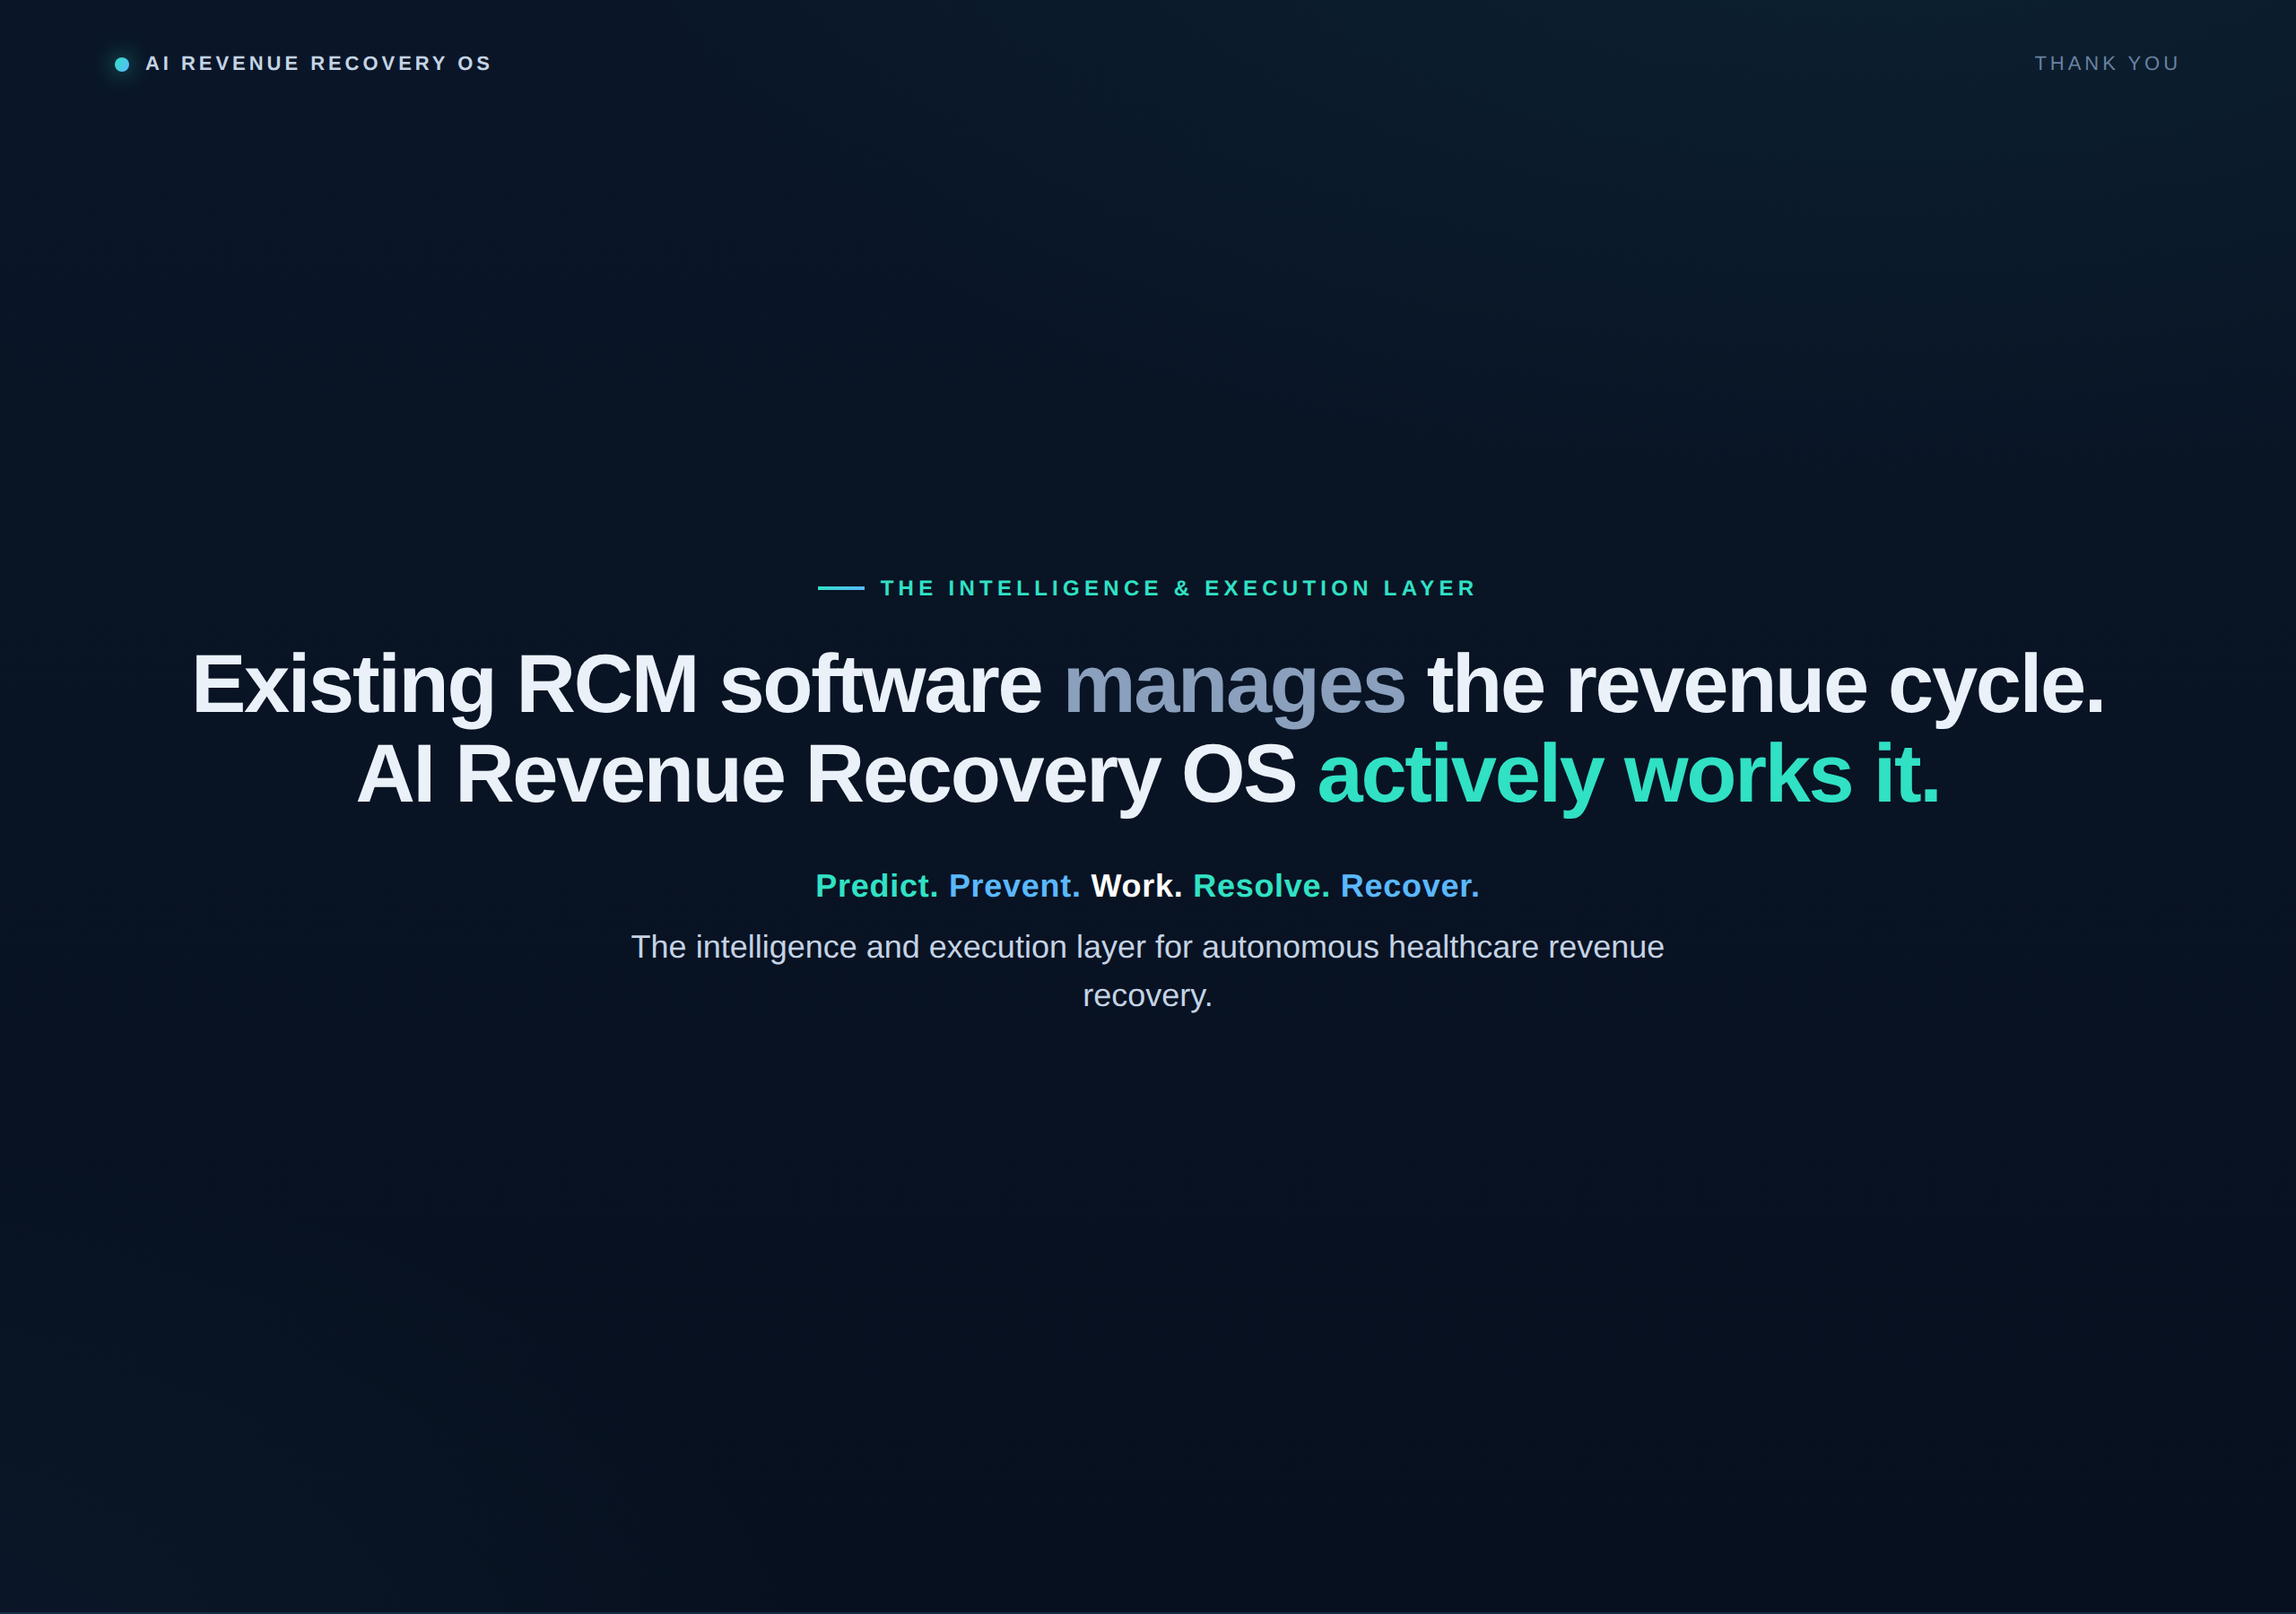 AI REVENUE RECOVERY OS
THANK YOU
THE INTELLIGENCE & EXECUTION LAYER
Existing RCM software manages the revenue cycle.
AI Revenue Recovery OS actively works it.
Predict. Prevent. Work. Resolve. Recover.
The intelligence and execution layer for autonomous healthcare revenue
recovery.